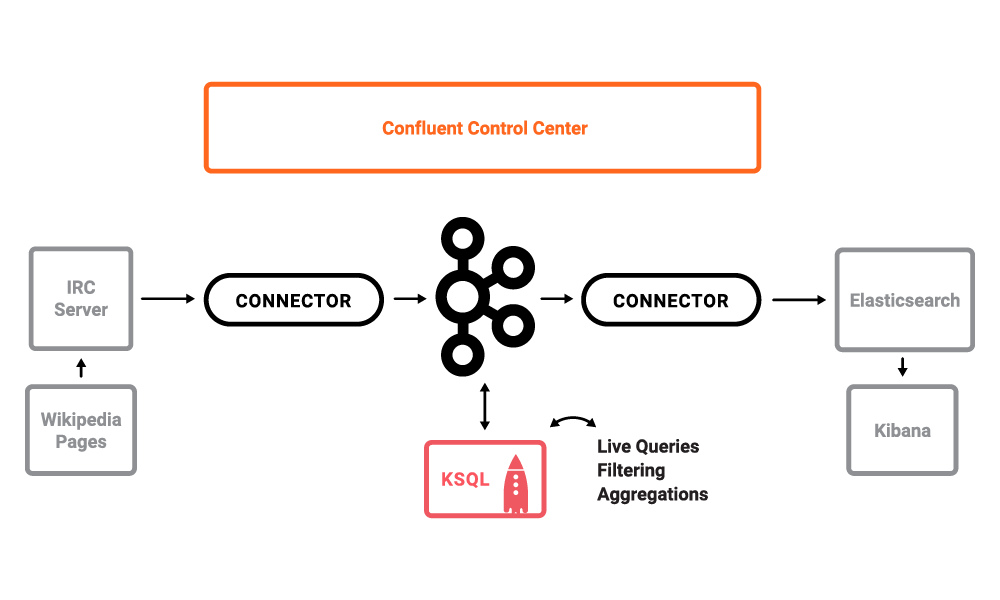 Confluent Control Center
IRC
Server
CONNECTOR
CONNECTOR
Elasticsearch
Wikipedia
Pages
Kibana
KSQL
Live Queries
Filtering
Aggregations